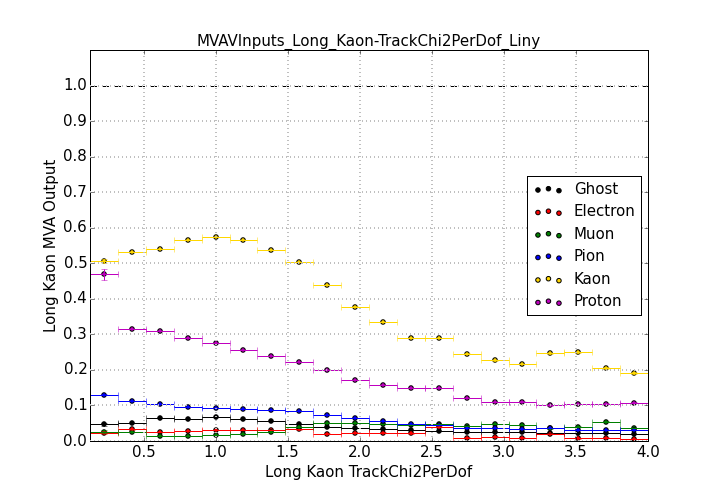 MVAVInputs_Long_Kaon-TrackChi2PerDof_Liny
1.0
0.9
0.8
0.7
0.6
0.5
0.4
0.3
0.2
0.1
0.0
Long Kaon MVA Output
Ghost
Electron
Muon
Pion
Kaon
Proton
0.5 1.0 1.5 2.0 2.5 3.0 3.5 4.0
Long Kaon TrackChi2PerDof